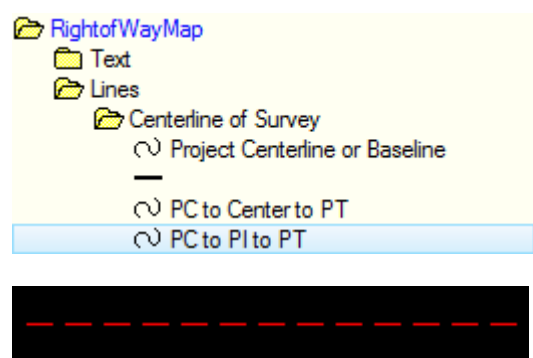 RightofWayMap
Text
Lines
Centerline of Survey
Project Centerline or Baseline
PC to Center to PT
PC to PI to PT